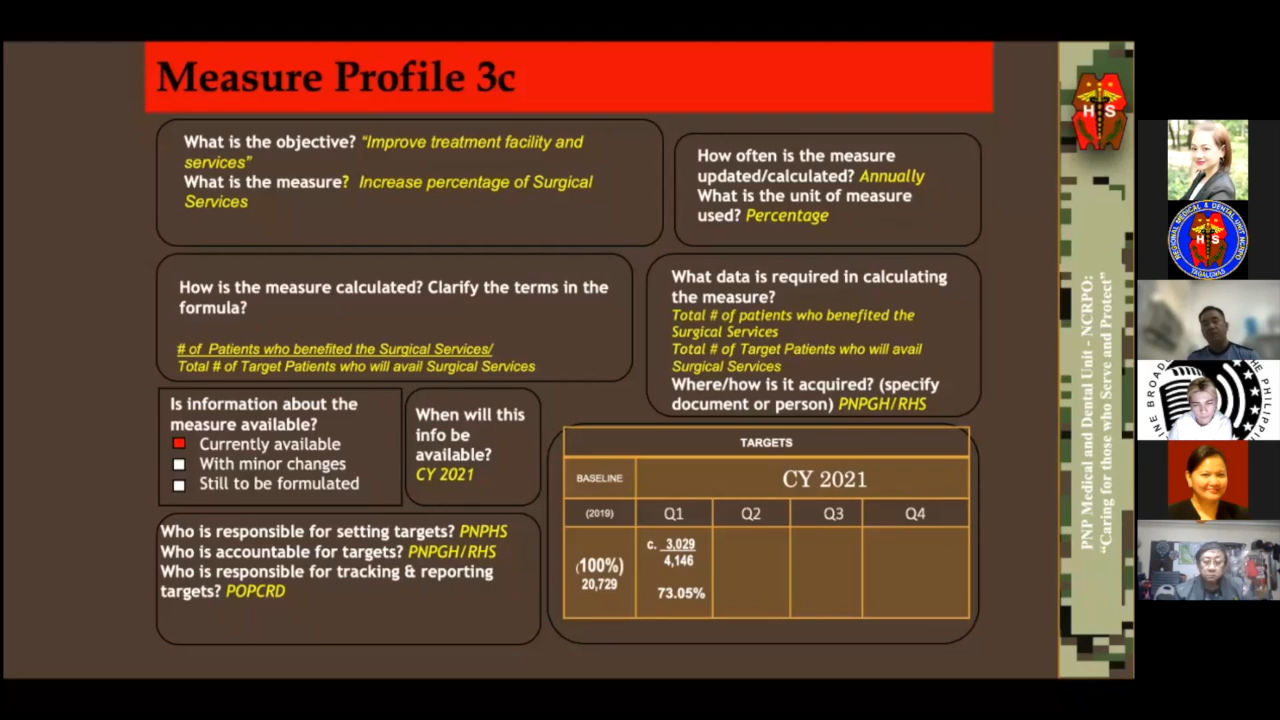 Measure Profile 3c
What is the objective? “Improve treatment facility and
services”
What is the measure? Increase percentage of Surgical
Services
How often is the measure
updated/calculated? Annually
What is the unit of measure
used? Percentage
How is the measure calculated? Clarify the terms in the
formula?
# of Patients who benefited the Surgical Services/
Total # of Target Patients who will avail Surgical Services
What data is required in calculating
the measure?
Total # of patients who benefited the
Surgical Services
Total # of Target Patients who will avail
Surgical Services
Where/how is it acquired? (specify
document or person) PNPGH/RHS
Is information about the
measure available?
Currently available
With minor changes
Still to be formulated
When will this
info be
available?
CY 2021
Who is responsible for setting targets? PNPHS
Who is accountable for targets? PNPGH/RHS
Who is responsible for tracking & reporting
targets? POPCRD
TARGETS
BASELINE
CY 2021
(2019)
Q1
Q2
Q3
Q4
(100%)
20,729
c. 3,029
4,146
73.05%
HS
PNP Medical and Dental Unit - NCRPO:
“Caring for those who Serve and Protect”
REGIONAL MEDICAL & DENTAL UNIT NCRPO
HS